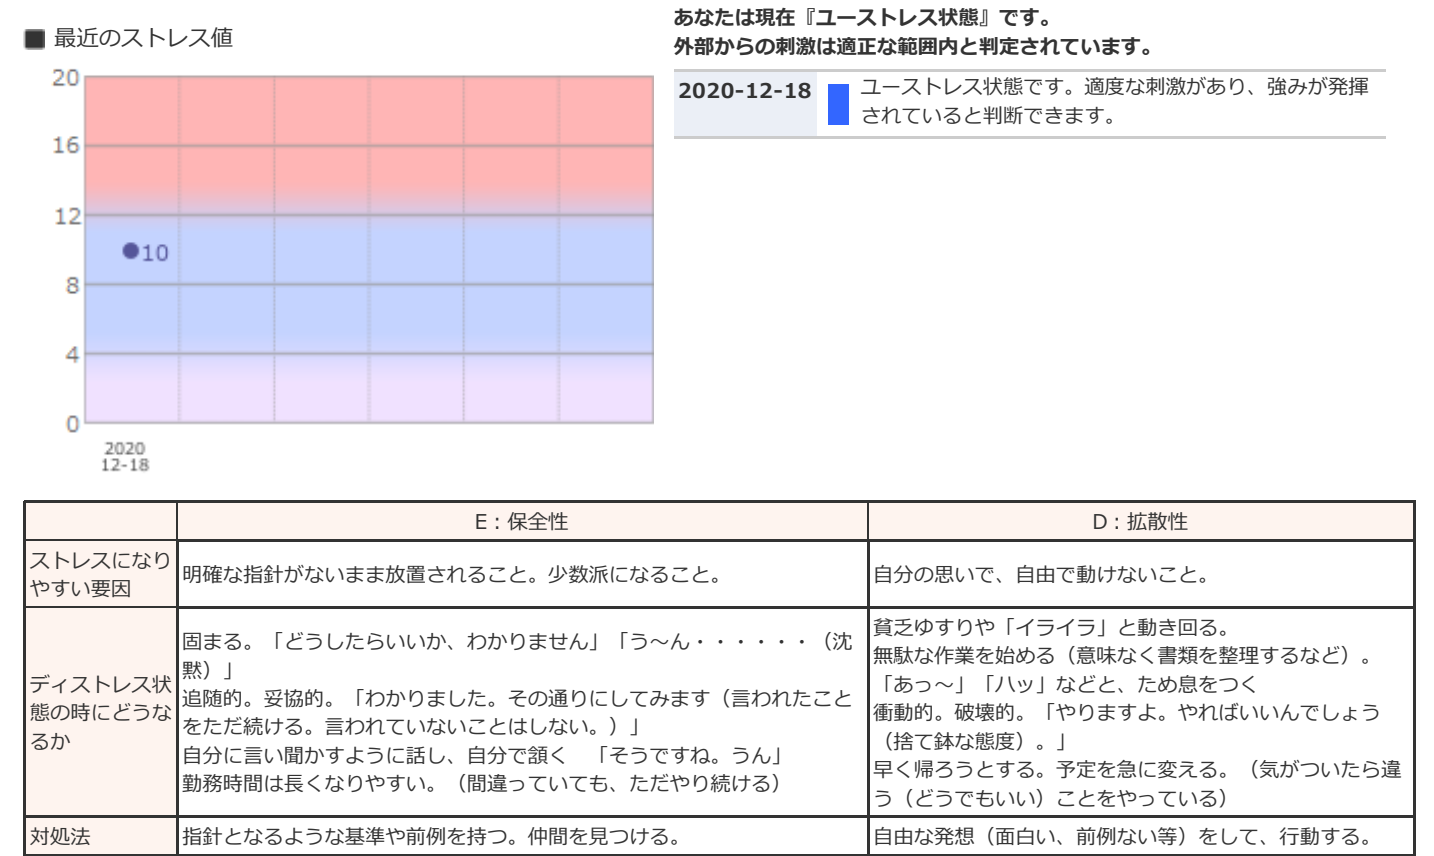 ■ 最近のストレス値
20
16
12
10
8
4
0
2020
12-18
あなたは現在『ユーストレス状態』です。
外部からの刺激は適正な範囲内と判定されています。
2020-12-18
ユーストレス状態です。適度な刺激があり、強みが発揮
されていると判断できます。
E：保全性
D：拡散性
ストレスになり
やすい要因
明確な指針がないまま放置されること。少数派になること。
自分の思いで、自由で動けないこと。
ディストレス状
態の時にどうな
るか
固まる。「どうしたらいいか、わかりません」「う～ん・・・・・・（沈
黙）」
追随的。妥協的。「わかりました。その通りにしてみます（言われたこと
をただ続ける。言われていないことはしない。）」
自分に言い聞かすように話し、自分で頷く　「そうですね。うん」
勤務時間は長くなりやすい。（間違っていても、ただやり続ける）
貧乏ゆすりや「イライラ」と動き回る。
無駄な作業を始める（意味なく書類を整理するなど）。
「あっ～」「ハッ」などと、ため息をつく
衝動的。破壊的。「やりますよ。やればいいんでしょう
（捨て鉢な態度）。」
早く帰ろうとする。予定を急に変える。（気がついたら違
う（どうでもいい）ことをやっている）
対処法
指針となるような基準や前例を持つ。仲間を見つける。
自由な発想（面白い、前例ない等）をして、行動する。